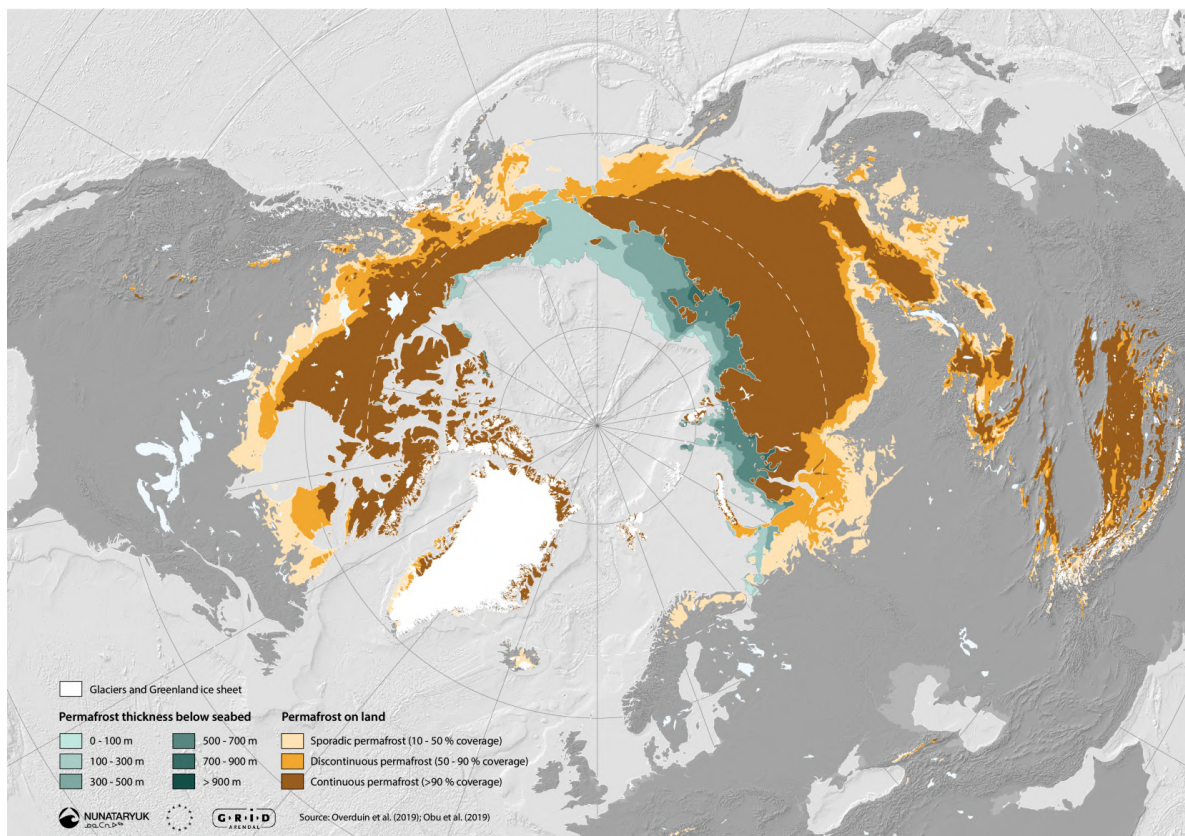 Glaciers and Greenland ice sheet
Permafrost thickness below seabed
0 - 100 m
100 - 300 m
300 - 500 m
500 - 700 m
700 - 900 m
> 900 m
Permafrost on land
Sporadic permafrost (10 - 50 % coverage)
Discontinuous permafrost (50 - 90 % coverage)
Continuous permafrost (>90 % coverage)
NUNATARYUK
ᓄᓇᑕᕆᐅᒃ
G·R·I·D
ARENDAL
Source: Overduin et al. (2019); Obu et al. (2019)